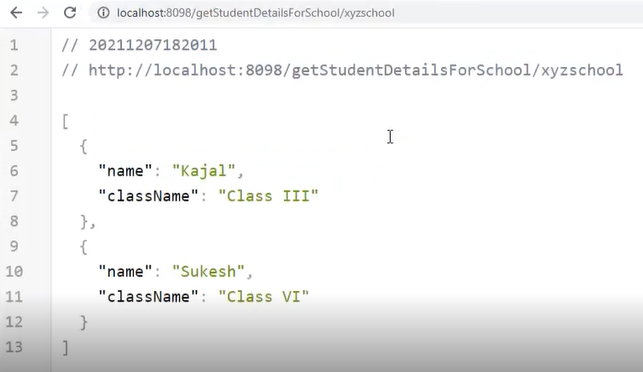 localhost:8098/getStudentDetailsForSchool/xyzschool
1 // 20211207182011
2 // http://localhost:8098/getStudentDetailsForSchool/xyzschool
3
4 [
5 {
6 "name": "Kajal",
7 "className": "Class III"
8 },
9 {
10 "name": "Sukesh",
11 "className": "Class VI"
12 }
13 ]